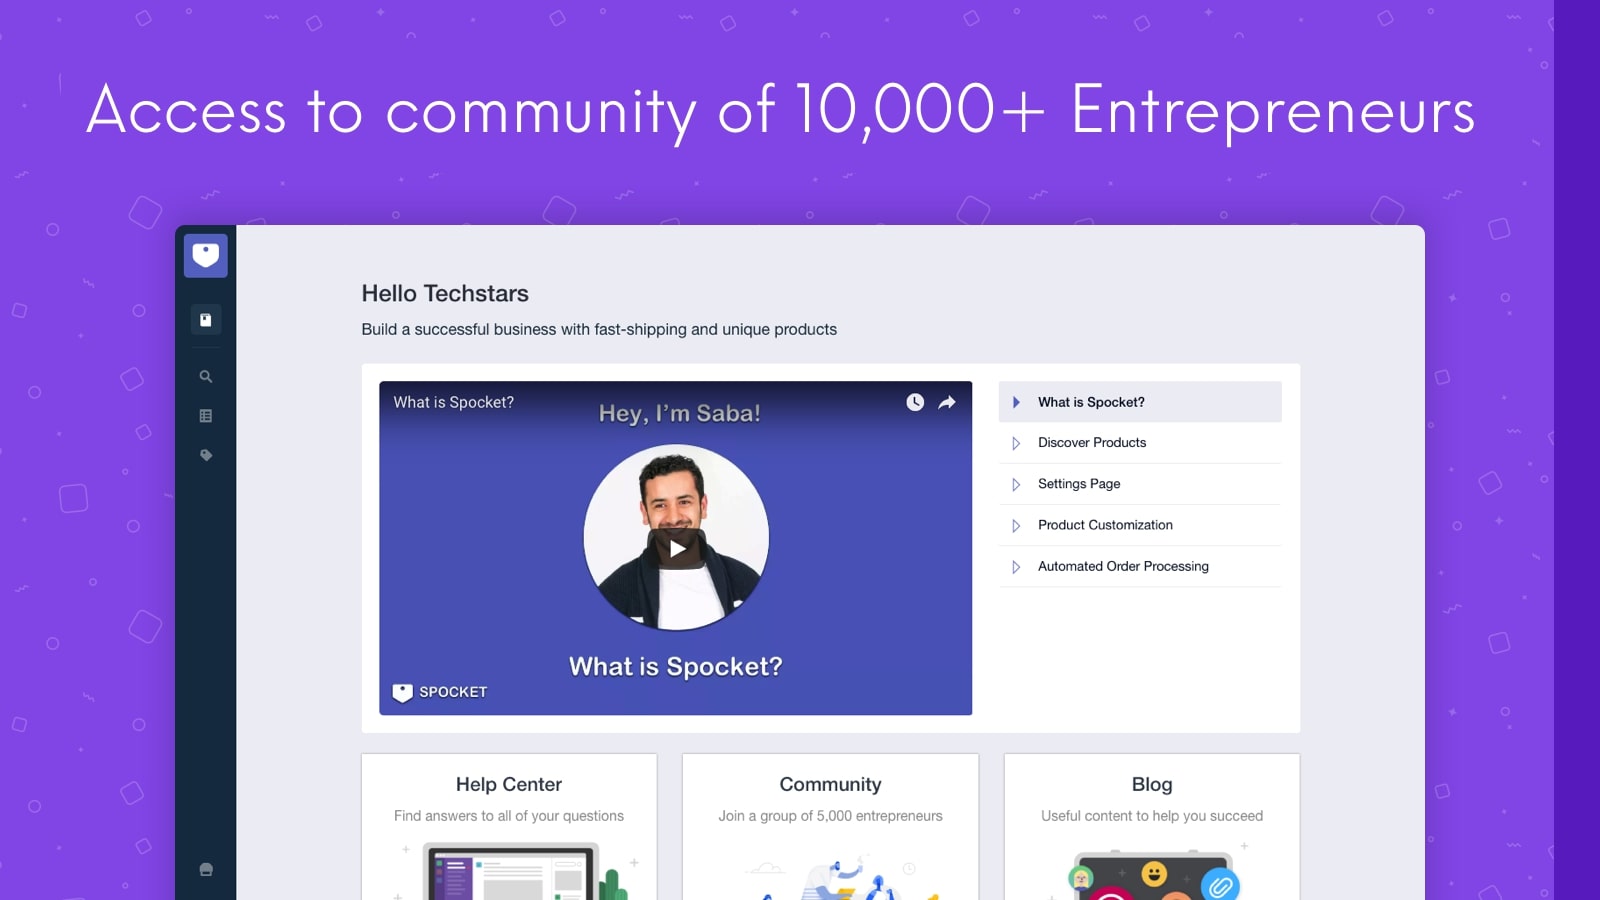 Access to community of 10,000+ Entrepreneurs
Hello Techstars
Build a successful business with fast-shipping and unique products
What is Spocket?
Hey, I'm Saba!
What is Spocket?
SPOCKET
What is Spocket?
Discover Products
Settings Page
Product Customization
Automated Order Processing
Help Center
Find answers to all of your questions
Community
Join a group of 5,000 entrepreneurs
Blog
Useful content to help you succeed